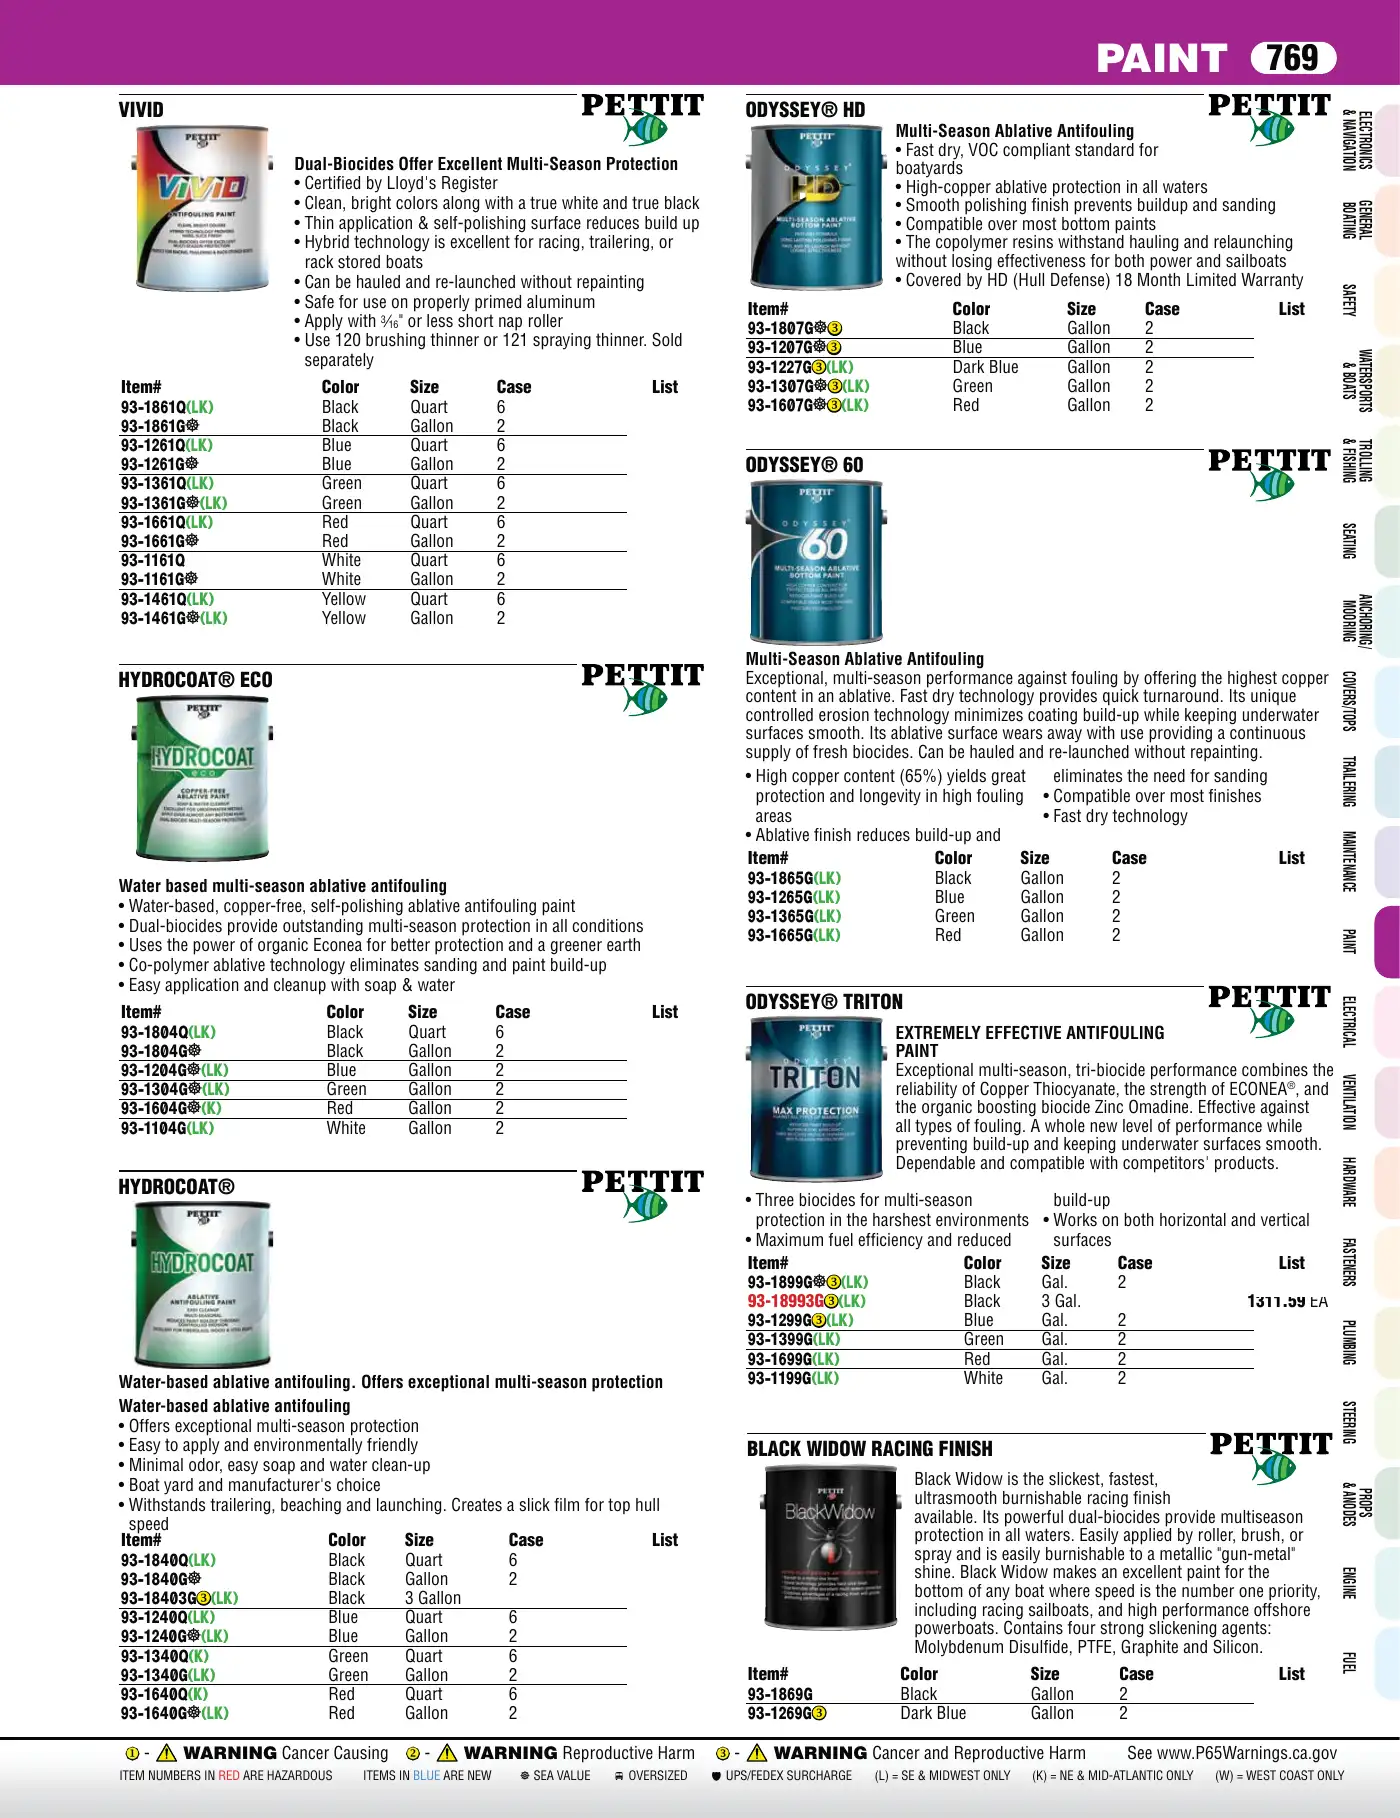 PAINT 769
VIVID
PETTIT
Dual-Biocides Offer Excellent Multi-Season Protection
• Certified by Lloyd's Register
• Clean, bright colors along with a true white and true black
• Thin application & self-polishing surface reduces build up
• Hybrid technology is excellent for racing, trailering, or
rack stored boats
• Can be hauled and re-launched without repainting
• Safe for use on properly primed aluminum
• Apply with 3⁄16" or less short nap roller
• Use 120 brushing thinner or 121 spraying thinner. Sold
separately
Item# Color Size Case List
93-1861Q(LK) Black Quart 6
93-1861G Black Gallon 2
93-1261Q(LK) Blue Quart 6
93-1261G Blue Gallon 2
93-1361Q(LK) Green Quart 6
93-1361G(LK) Green Gallon 2
93-1661Q(LK) Red Quart 6
93-1661G Red Gallon 2
93-1161Q White Quart 6
93-1161G White Gallon 2
93-1461Q(LK) Yellow Quart 6
93-1461G(LK) Yellow Gallon 2
HYDROCOAT® ECO
PETTIT
PETTIT
HYDROCOAT
eco
COPPER-FREE
ABLATIVE PAINT
Water based multi-season ablative antifouling
• Water-based, copper-free, self-polishing ablative antifouling paint
• Dual-biocides provide outstanding multi-season protection in all conditions
• Uses the power of organic Econea for better protection and a greener earth
• Co-polymer ablative technology eliminates sanding and paint build-up
• Easy application and cleanup with soap & water
Item# Color Size Case List
93-1804Q(LK) Black Quart 6
93-1804G Black Gallon 2
93-1204G(LK) Blue Gallon 2
93-1304G(LK) Green Gallon 2
93-1604G(K) Red Gallon 2
93-1104G(LK) White Gallon 2
HYDROCOAT®
PETTIT
PETTIT
HYDROCOAT
ABLATIVE
ANTIFOULING PAINT
Water-based ablative antifouling. Offers exceptional multi-season protection
Water-based ablative antifouling
• Offers exceptional multi-season protection
• Easy to apply and environmentally friendly
• Minimal odor, easy soap and water clean-up
• Boat yard and manufacturer's choice
• Withstands trailering, beaching and launching. Creates a slick film for top hull
speed
Item# Color Size Case List
93-1840Q(LK) Black Quart 6
93-1840G Black Gallon 2
93-18403G3(LK) Black 3 Gallon
93-1240Q(LK) Blue Quart 6
93-1240G(LK) Blue Gallon 2
93-1340Q(K) Green Quart 6
93-1340G(LK) Green Gallon 2
93-1640Q(K) Red Quart 6
93-1640G(LK) Red Gallon 2
ODYSSEY® HD
PETTIT
PETTIT
ODYSSEY
HD
MULTI-SEASON ABLATIVE
BOTTOM PAINT
Multi-Season Ablative Antifouling
• Fast dry, VOC compliant standard for
boatyards
• High-copper ablative protection in all waters
• Smooth polishing finish prevents buildup and sanding
• Compatible over most bottom paints
• The copolymer resins withstand hauling and relaunching
without losing effectiveness for both power and sailboats
• Covered by HD (Hull Defense) 18 Month Limited Warranty
Item# Color Size Case List
93-1807G3 Black Gallon 2
93-1207G3 Blue Gallon 2
93-1227G3(LK) Dark Blue Gallon 2
93-1307G3(LK) Green Gallon 2
93-1607G3(LK) Red Gallon 2
ODYSSEY® 60
PETTIT
PETTIT
ODYSSEY
60
MULTI-SEASON ABLATIVE
BOTTOM PAINT
Multi-Season Ablative Antifouling
Exceptional, multi-season performance against fouling by offering the highest copper
content in an ablative. Fast dry technology provides quick turnaround. Its unique
controlled erosion technology minimizes coating build-up while keeping underwater
surfaces smooth. Its ablative surface wears away with use providing a continuous
supply of fresh biocides. Can be hauled and re-launched without repainting.
• High copper content (65%) yields great
protection and longevity in high fouling
areas
• Ablative finish reduces build-up and
eliminates the need for sanding
• Compatible over most finishes
• Fast dry technology
Item# Color Size Case List
93-1865G(LK) Black Gallon 2
93-1265G(LK) Blue Gallon 2
93-1365G(LK) Green Gallon 2
93-1665G(LK) Red Gallon 2
ODYSSEY® TRITON
PETTIT
PETTIT
ODYSSEY
TRITON
MAX PROTECTION
EXTREMELY EFFECTIVE ANTIFOULING
PAINT
Exceptional multi-season, tri-biocide performance combines the
reliability of Copper Thiocyanate, the strength of ECONEA®, and
the organic boosting biocide Zinc Omadine. Effective against
all types of fouling. A whole new level of performance while
preventing build-up and keeping underwater surfaces smooth.
Dependable and compatible with competitors' products.
• Three biocides for multi-season
protection in the harshest environments
• Maximum fuel efficiency and reduced
build-up
• Works on both horizontal and vertical
surfaces
Item# Color Size Case List
93-1899G3(LK) Black Gal. 2
93-18993G3(LK) Black 3 Gal. 1311.59 EA
93-1299G3(LK) Blue Gal. 2
93-1399G(LK) Green Gal. 2
93-1699G(LK) Red Gal. 2
93-1199G(LK) White Gal. 2
BLACK WIDOW RACING FINISH
PETTIT
PETTIT
BlackWidow
Black Widow is the slickest, fastest,
ultrasmooth burnishable racing finish
available. Its powerful dual-biocides provide multiseason
protection in all waters. Easily applied by roller, brush, or
spray and is easily burnishable to a metallic "gun-metal"
shine. Black Widow makes an excellent paint for the
bottom of any boat where speed is the number one priority,
including racing sailboats, and high performance offshore
powerboats. Contains four strong slickening agents:
Molybdenum Disulfide, PTFE, Graphite and Silicon.
Item# Color Size Case List
93-1869G Black Gallon 2
93-1269G3 Dark Blue Gallon 2
ELECTRONICS
& NAVIGATION
GENERAL
BOATING
SAFETY
WATERSPORTS
& BOATS
TROLLING
& FISHING
SEATING
ANCHORING/
MOORING
COVERS/TOPS
TRAILERING
MAINTENANCE
PAINT
ELECTRICAL
VENTILATION
HARDWARE
FASTENERS
PLUMBING
STEERING
PROPS
& ANODES
ENGINE
FUEL
1 - WARNING Cancer Causing 2 - WARNING Reproductive Harm 3 - WARNING Cancer and Reproductive Harm See www.P65Warnings.ca.gov
ITEM NUMBERS IN RED ARE HAZARDOUS ITEMS IN BLUE ARE NEW SEA VALUE OVERSIZED UPS/FEDEX SURCHARGE (L) = SE & MIDWEST ONLY (K) = NE & MID-ATLANTIC ONLY (W) = WEST COAST ONLY